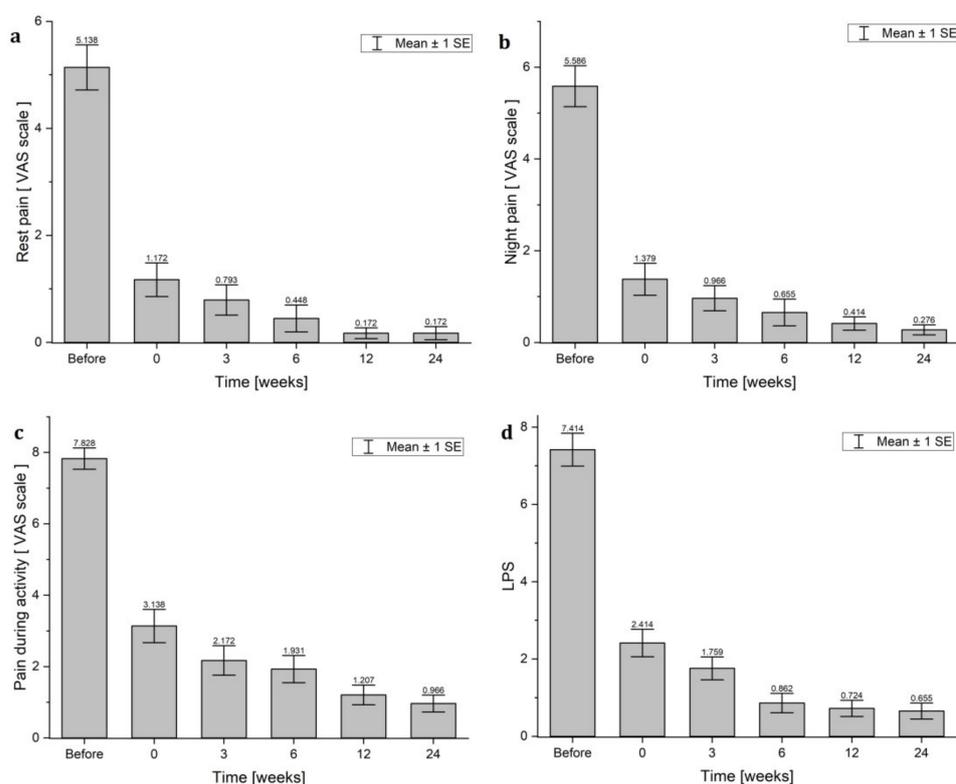 a
Mean ± 1 SE
Rest pain [ VAS scale ]
6
4
2
0
5.138
1.172
0.793
0.448
0.172
0.172
Before 0 3 6 12 24
Time [weeks]
b
Mean ± 1 SE
Night pain [ VAS scale ]
6
4
2
0
5.586
1.379
0.966
0.655
0.414
0.276
Before 0 3 6 12 24
Time [weeks]
c
Mean ± 1 SE
Pain during activity [ VAS scale ]
8
6
4
2
0
7.828
3.138
2.172
1.931
1.207
0.966
Before 0 3 6 12 24
Time [weeks]
d
Mean ± 1 SE
LPS
8
6
4
2
0
7.414
2.414
1.759
0.862
0.724
0.655
Before 0 3 6 12 24
Time [weeks]